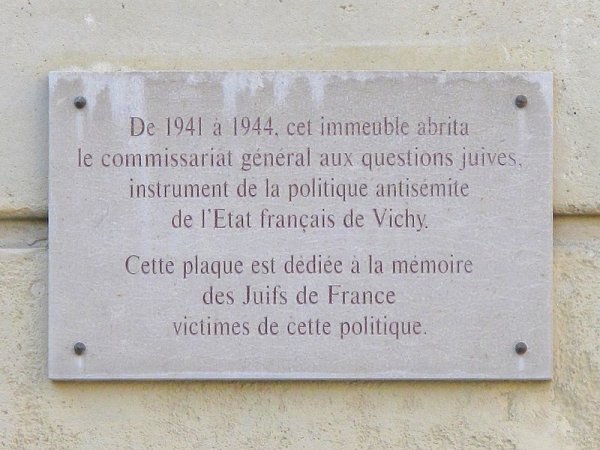 De 1941 à 1944, cet immeuble abrita
le commissariat général aux questions juives,
instrument de la politique antisémite
de l'Etat français de Vichy.
Cette plaque est dédiée à la mémoire
des Juifs de France
victimes de cette politique.